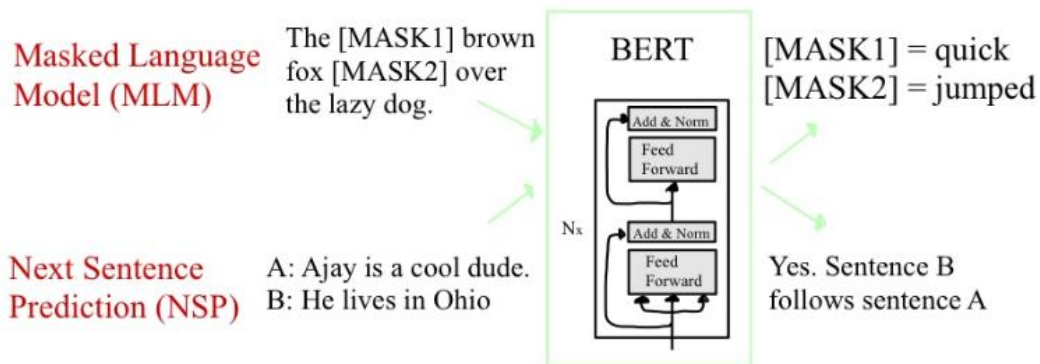 Masked Language
Model (MLM)
The [MASK1] brown
fox [MASK2] over
the lazy dog.
BERT
[MASK1] = quick
[MASK2] = jumped
Add & Norm
Feed
Forward
Nx
Add & Norm
Feed
Forward
Next Sentence
Prediction (NSP)
A: Ajay is a cool dude.
B: He lives in Ohio
Yes. Sentence B
follows sentence A